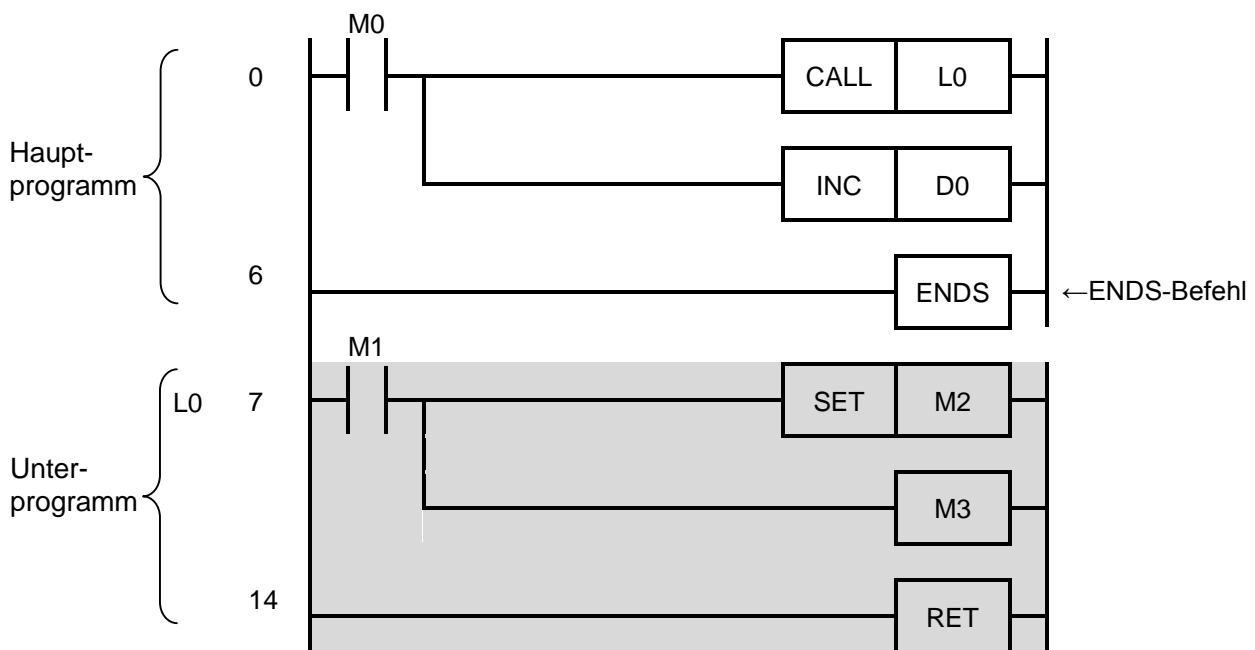 M0
0
CALL L0
Haupt-
programm
INC D0
6
ENDS
←ENDS-Befehl
M1
L0 7
SET M2
Unter-
programm
M3
14
RET